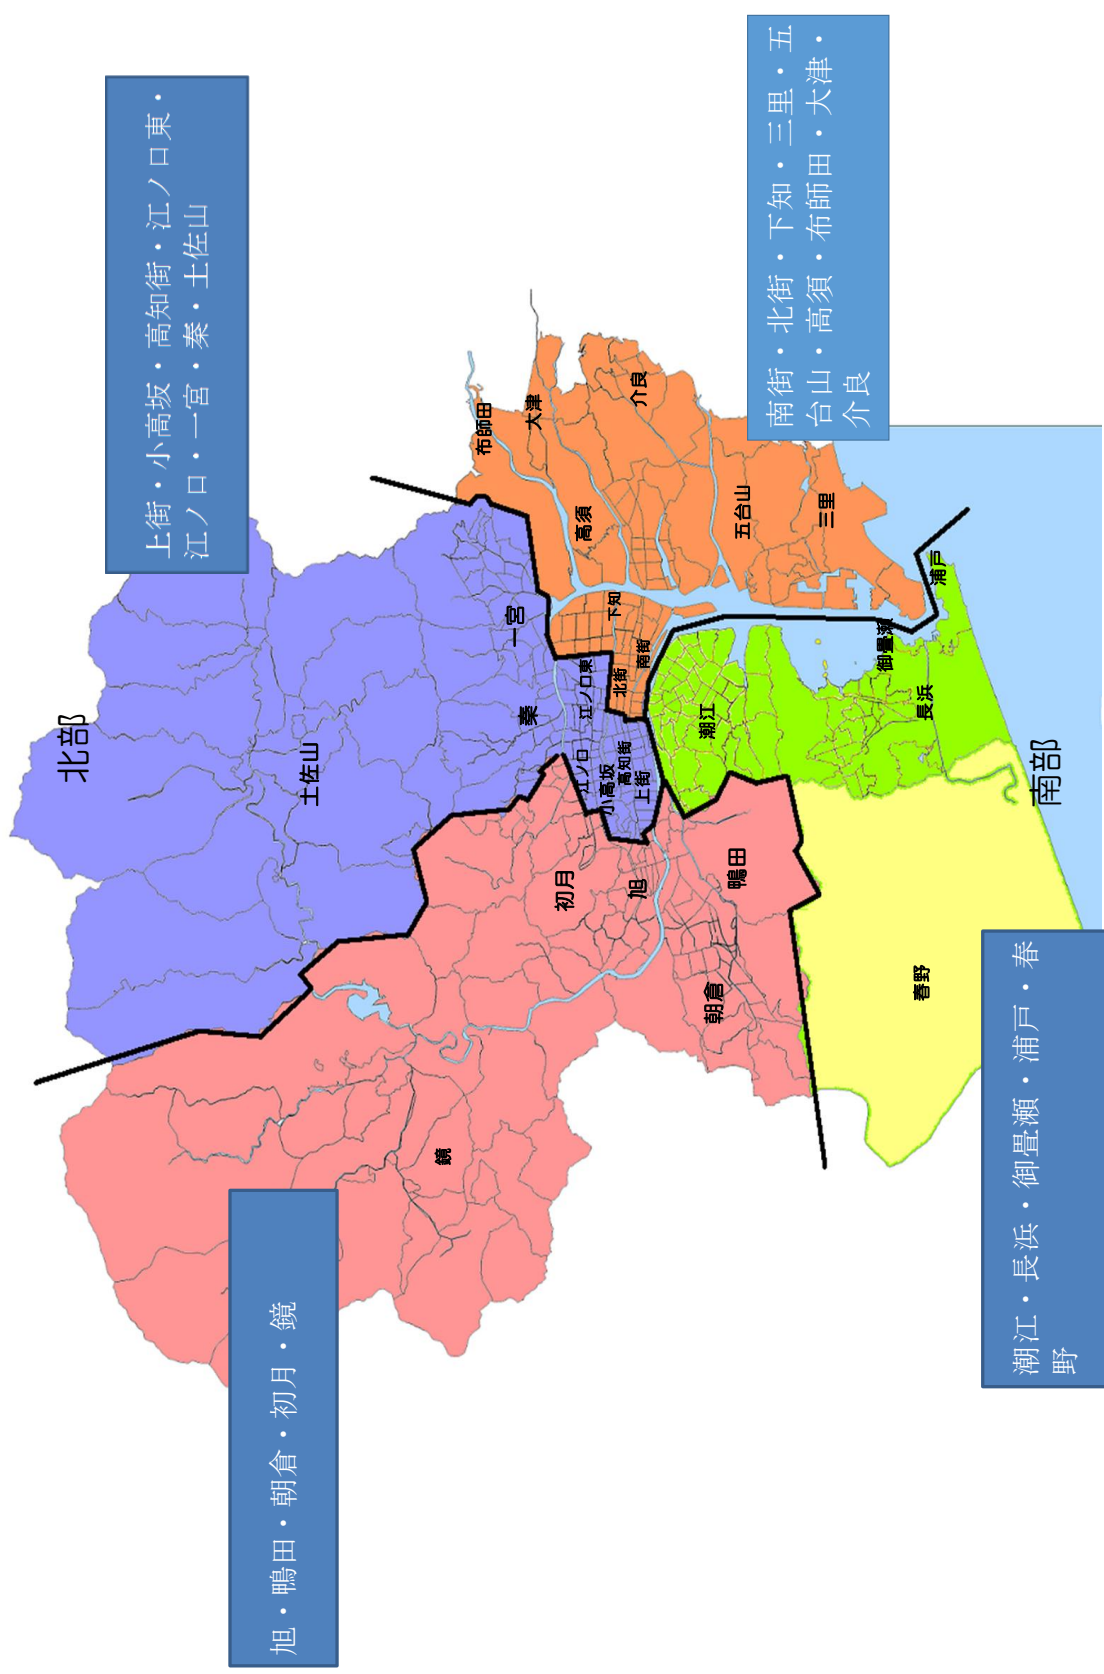 上街・小高坂・高知街・江ノ口東・
江ノ口・一宮・秦・土佐山
南街・北街・下知・三里・五
台山・高須・布師田・大津・
介良
旭・鴨田・朝倉・初月・鏡
潮江・長浜・御畳瀬・浦戸・春
野
北部
土佐山
一宮
秦
江ノ口東
江ノ口
小高坂
高知街
上街
布師田
大津
介良
高須
五台山
三里
下知
北街
南街
初月
旭
鴨田
朝倉
鏡
潮江
御畳瀬
浦戸
長浜
春野
南部